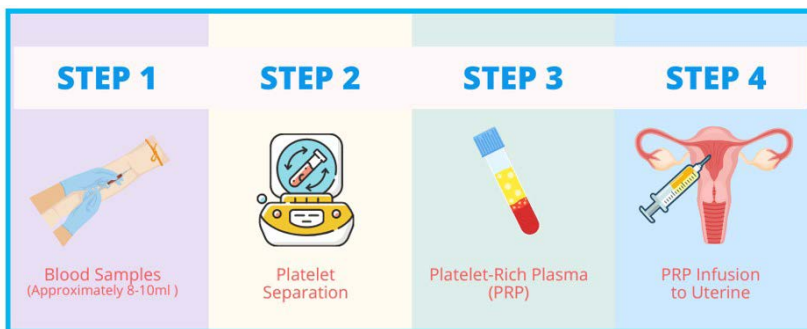 STEP 1
STEP 2
STEP 3
STEP 4
Blood Samples
(Approximately 8-10ml )
Platelet
Separation
Platelet-Rich Plasma
(PRP)
PRP Infusion
to Uterine